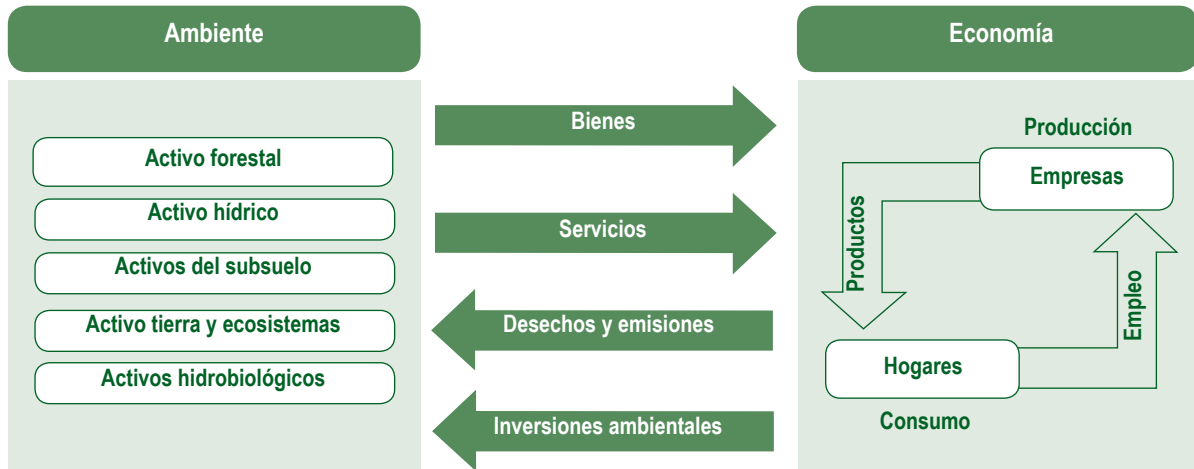 Ambiente
Activo forestal
Activo hídrico
Activos del subsuelo
Activo tierra y ecosistemas
Activos hidrobiológicos
Bienes
Servicios
Desechos y emisiones
Inversiones ambientales
Economía
Producción
Empresas
Productos
Empleo
Hogares
Consumo